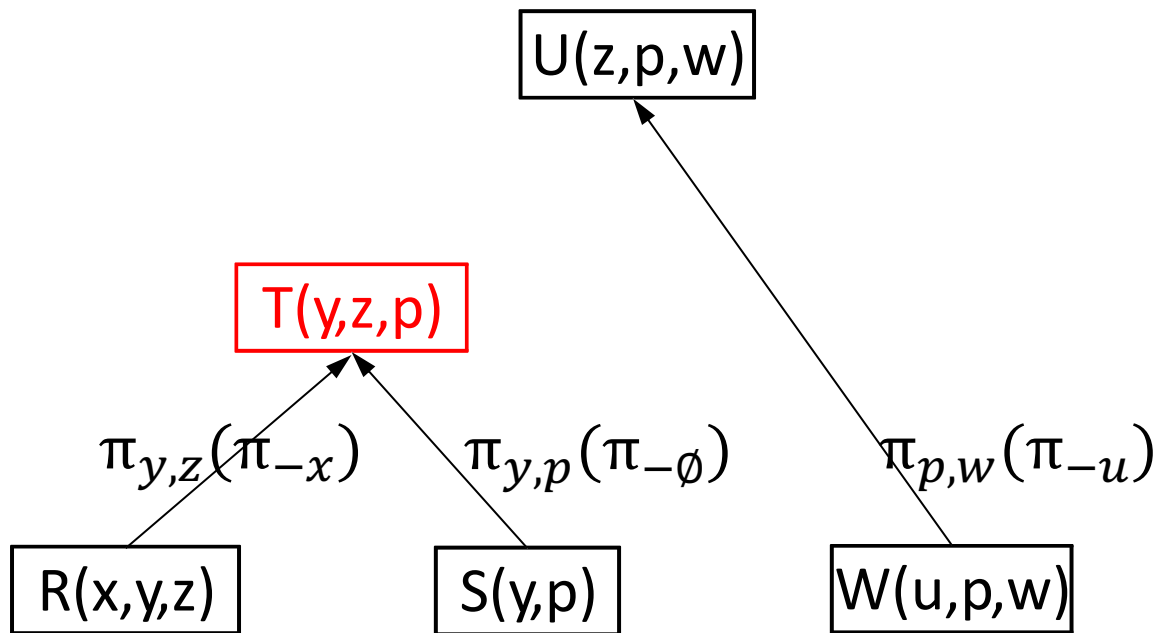 U(z,p,w)
T(y,z,p)
π_{y,z}(π_{−x})
π_{y,p}(π_{−∅})
π_{p,w}(π_{−u})
R(x,y,z)
S(y,p)
W(u,p,w)